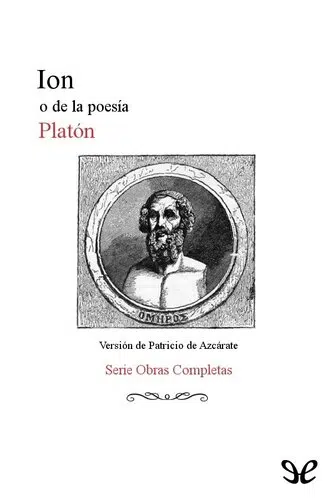 Ion
o de la poesía
Platón
ΟΜΗΡΟΣ
Versión de Patricio de Azcárate
Serie Obras Completas